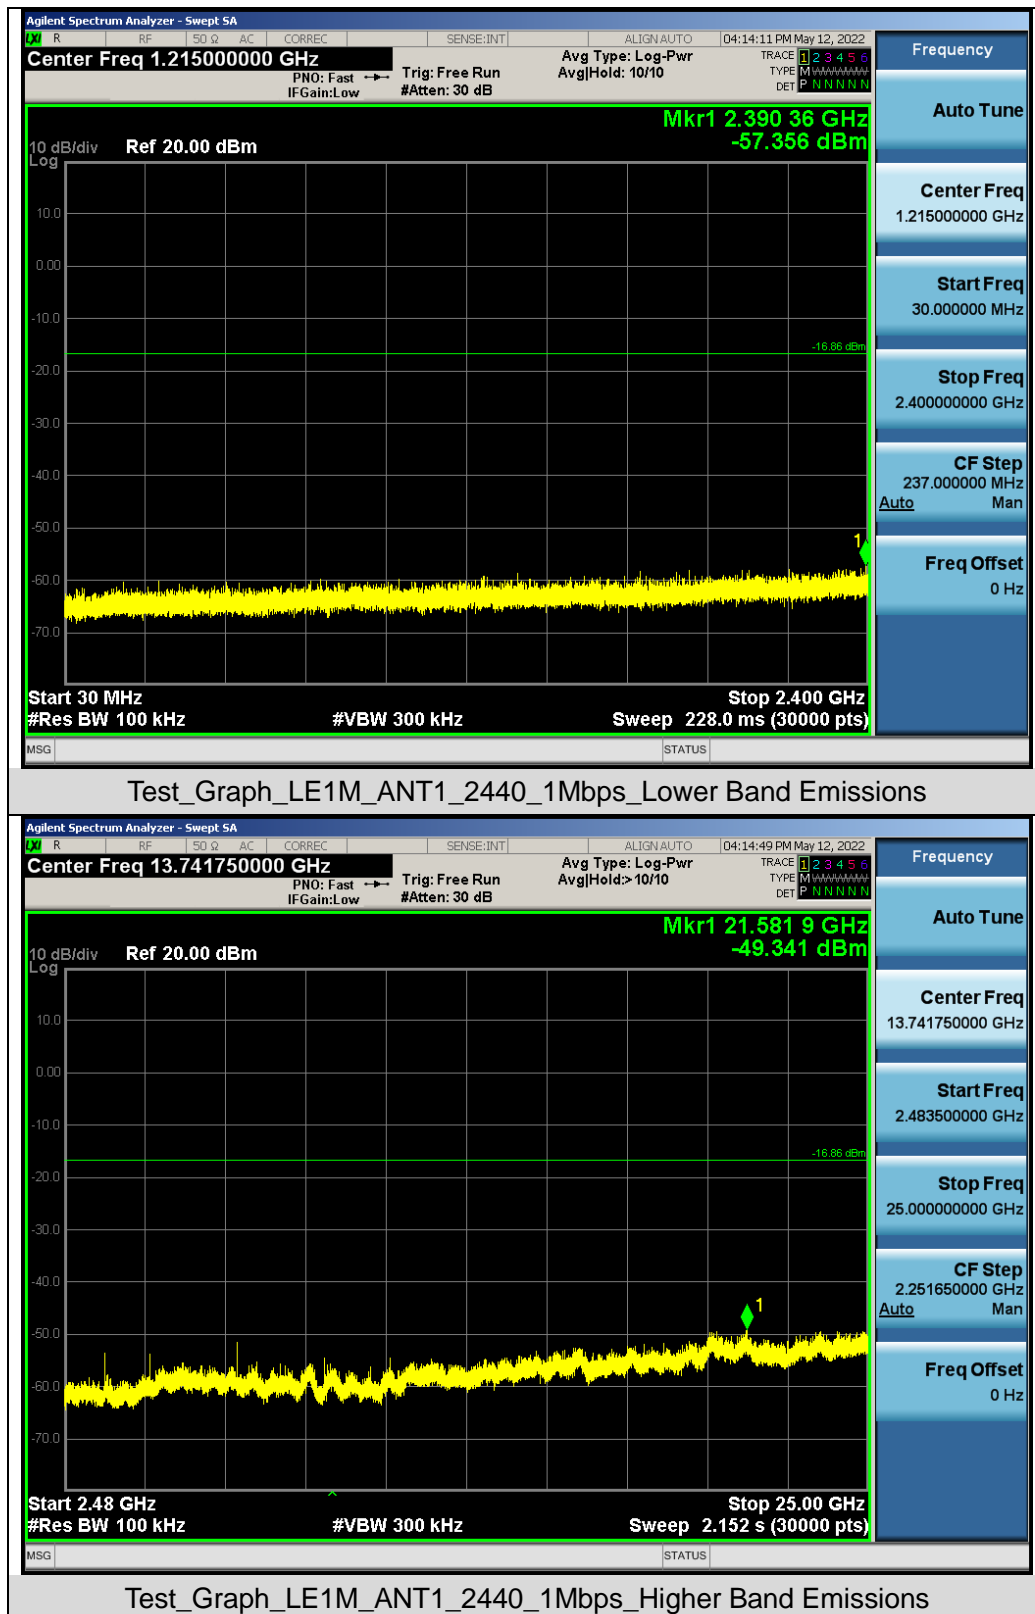 Agilent Spectrum Analyzer - Swept SA
LXI R RF 50 Ω AC CORREC SENSE:INT ALIGN AUTO 04:14:11 PM May 12, 2022
Center Freq 1.215000000 GHz
PNO: Fast Trig: Free Run Avg Type: Log-Pwr TRACE 1 2 3 4 5 6
IFGain:Low #Atten: 30 dB Avg|Hold: 10/10 TYPE M WWWWW
DET P N N N N N
Mkr1 2.390 36 GHz
-57.356 dBm
10 dB/div Ref 20.00 dBm
Log
10.0
0.00
-10.0
-16.86 dBm
-20.0
-30.0
-40.0
-50.0
1
-60.0
-70.0
Start 30 MHz Stop 2.400 GHz
#Res BW 100 kHz #VBW 300 kHz Sweep 228.0 ms (30000 pts)
MSG STATUS
Frequency
Auto Tune
Center Freq
1.215000000 GHz
Start Freq
30.000000 MHz
Stop Freq
2.400000000 GHz
CF Step
237.000000 MHz
Auto Man
Freq Offset
0 Hz
Test_Graph_LE1M_ANT1_2440_1Mbps_Lower Band Emissions
Agilent Spectrum Analyzer - Swept SA
LXI R RF 50 Ω AC CORREC SENSE:INT ALIGN AUTO 04:14:49 PM May 12, 2022
Center Freq 13.741750000 GHz
PNO: Fast Trig: Free Run Avg Type: Log-Pwr TRACE 1 2 3 4 5 6
IFGain:Low #Atten: 30 dB Avg|Hold:>10/10 TYPE M WWWWW
DET P N N N N N
Mkr1 21.581 9 GHz
-49.341 dBm
10 dB/div Ref 20.00 dBm
Log
10.0
0.00
-10.0
-16.86 dBm
-20.0
-30.0
-40.0
1
-50.0
-60.0
-70.0
Start 2.48 GHz Stop 25.00 GHz
#Res BW 100 kHz #VBW 300 kHz Sweep 2.152 s (30000 pts)
MSG STATUS
Frequency
Auto Tune
Center Freq
13.741750000 GHz
Start Freq
2.483500000 GHz
Stop Freq
25.000000000 GHz
CF Step
2.251650000 GHz
Auto Man
Freq Offset
0 Hz
Test_Graph_LE1M_ANT1_2440_1Mbps_Higher Band Emissions